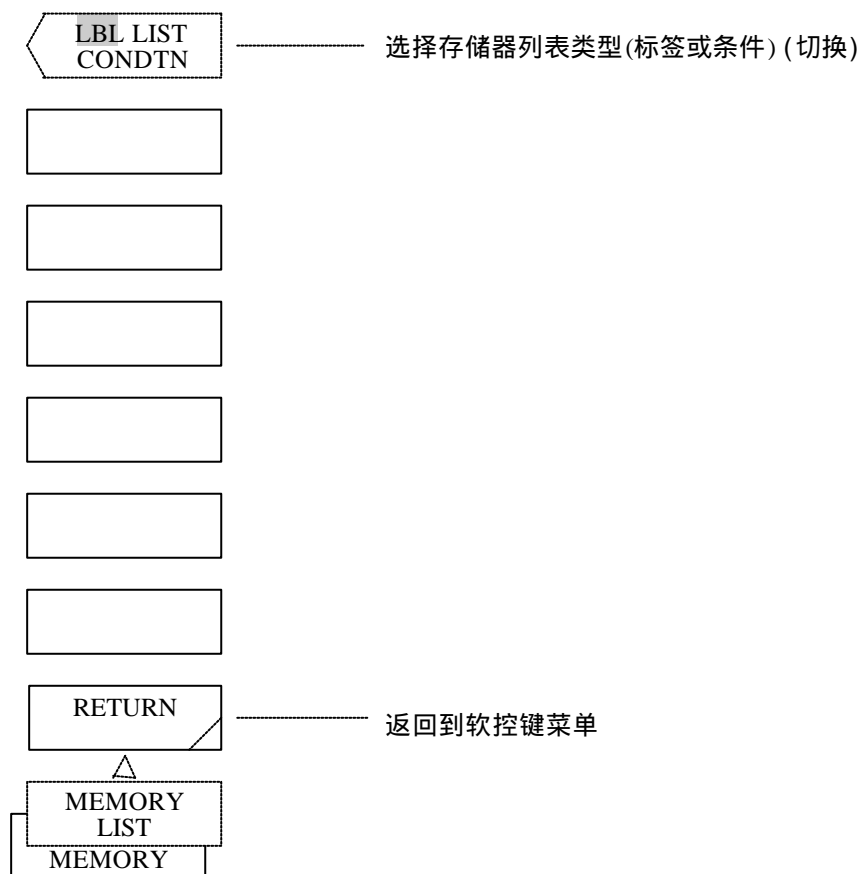 LBL LIST
CONDTN
选择存储器列表类型(标签或条件) (切换)
RETURN
返回到软控键菜单
MEMORY
LIST
MEMORY